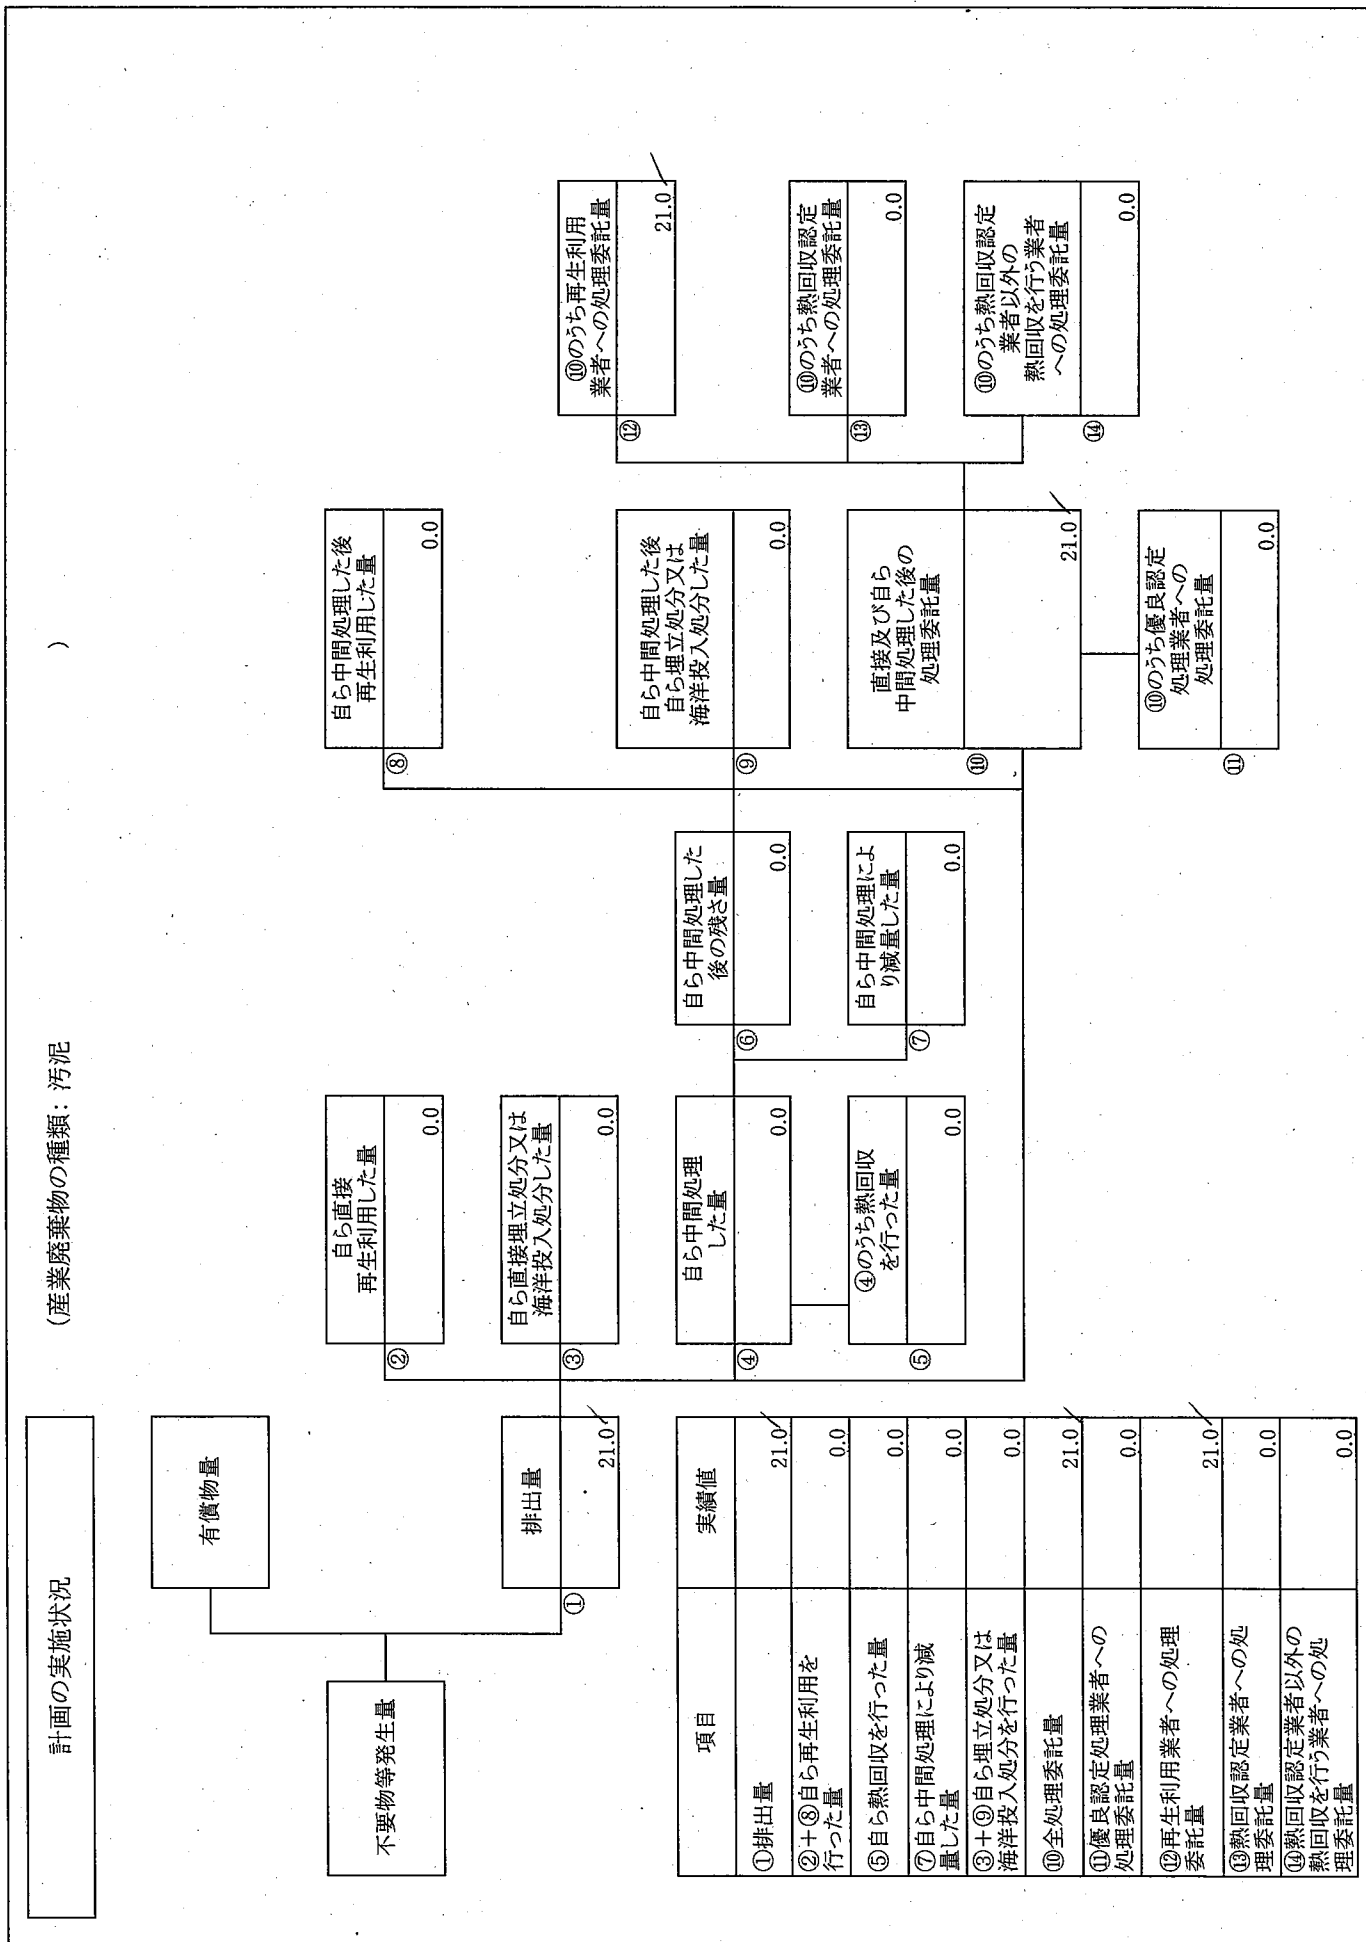 計画の実施状況
(産業廃棄物の種類：汚泥 )
不要物等発生量
有償物量
①
排出量
21.0
②
自ら直接
再生利用した量
0.0
③
自ら直接埋立処分又は
海洋投入処分した量
0.0
④
自ら中間処理
した量
0.0
⑤
④のうち熱回収
を行った量
0.0
⑥
自ら中間処理した
後の残さ量
0.0
⑦
自ら中間処理によ
り減量した量
0.0
⑧
自ら中間処理した後
再生利用した量
0.0
⑨
自ら中間処理した後
自ら埋立処分又は
海洋投入処分した量
0.0
⑩
直接及び自ら
中間処理した後の
処理委託量
21.0
⑪
⑩のうち優良認定
処理業者への
処理委託量
0.0
⑫
⑩のうち再生利用
業者への処理委託量
21.0
⑬
⑩のうち熱回収認定
業者への処理委託量
0.0
⑭
⑩のうち熱回収認定
業者以外の
熱回収を行う業者
への処理委託量
0.0
項目 実績値
①排出量 21.0
②+⑧自ら再生利用を
行った量 0.0
⑤自ら熱回収を行った量 0.0
⑦自ら中間処理により減
量した量 0.0
③+⑨自ら埋立処分又は
海洋投入処分を行った量 0.0
⑩全処理委託量 21.0
⑪優良認定処理業者への
処理委託量 0.0
⑫再生利用業者への処理
委託量 21.0
⑬熱回収認定業者への処
理委託量 0.0
⑭熱回収認定業者以外の
熱回収を行う業者への処
理委託量 0.0